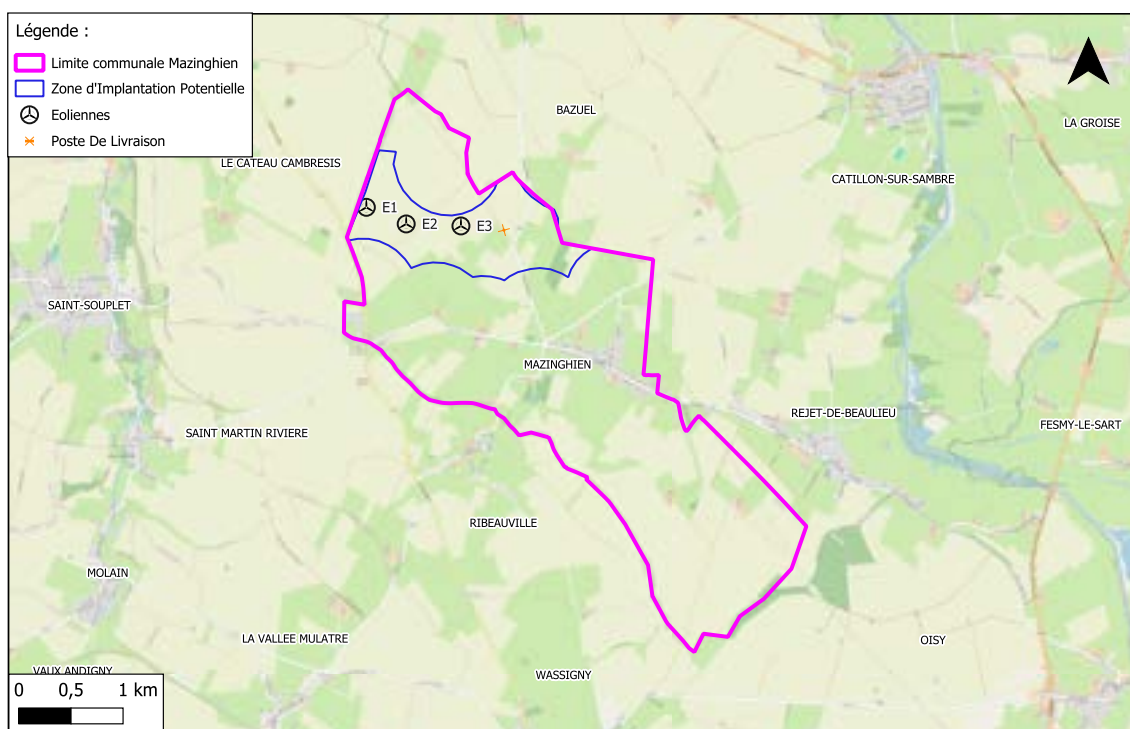 Légende :
Limite communale Mazinghien
Zone d'Implantation Potentielle
Eoliennes
Poste De Livraison
BAZUEL
LA GROISE
LE CATEAU CAMBRESIS
CATILLON-SUR-SAMBRE
E1
E2
E3
SAINT-SOUPLET
MAZINGHIEN
REJET-DE-BEAULIEU
FESMY-LE-SART
SAINT MARTIN RIVIERE
RIBEAUVILLE
MOLAIN
LA VALLEE MULATRE
OISY
VAUX ANDIGNY
WASSIGNY
0 0,5 1 km